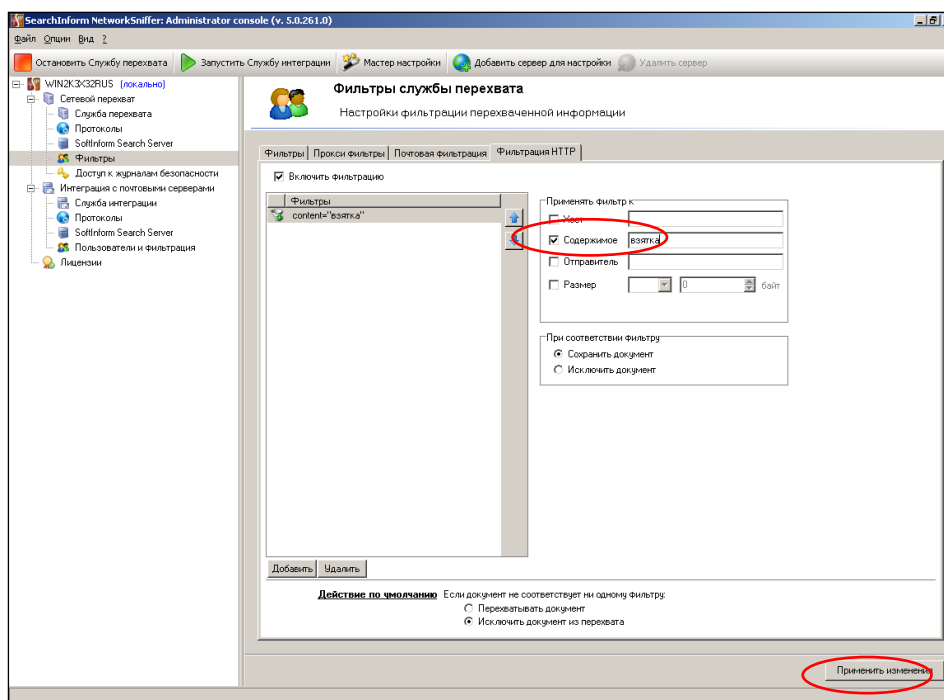 SearchInform NetworkSniffer: Administrator console (v. 5.0.261.0)
Файл Опции Вид ?
Остановить Службу перехвата Запустить Службу интеграции Мастер настройки Добавить сервер для настройки Удалить сервер
WIN2K3X32RUS (локально)
Сетевой перехват
Служба перехвата
Протоколы
SoftInform Search Server
Фильтры
Доступ к журналам безопасности
Интеграция с почтовыми серверами
Служба интеграции
Протоколы
SoftInform Search Server
Пользователи и фильтрация
Лицензии
Фильтры службы перехвата
Настройки фильтрации перехваченной информации
Фильтры Прокси фильтры Почтовая фильтрация Фильтрация HTTP
Включить фильтрацию
Фильтры
content="взятка"
Применять фильтр к
Хост
Содержимое взятка
Отправитель
Размер 0 байт
При соответствии фильтру
Сохранить документ
Исключить документ
Добавить Удалить
Действие по умолчанию Если документ не соответствует ни одному фильтру:
Перехватывать документ
Исключить документ из перехвата
Применить изменения